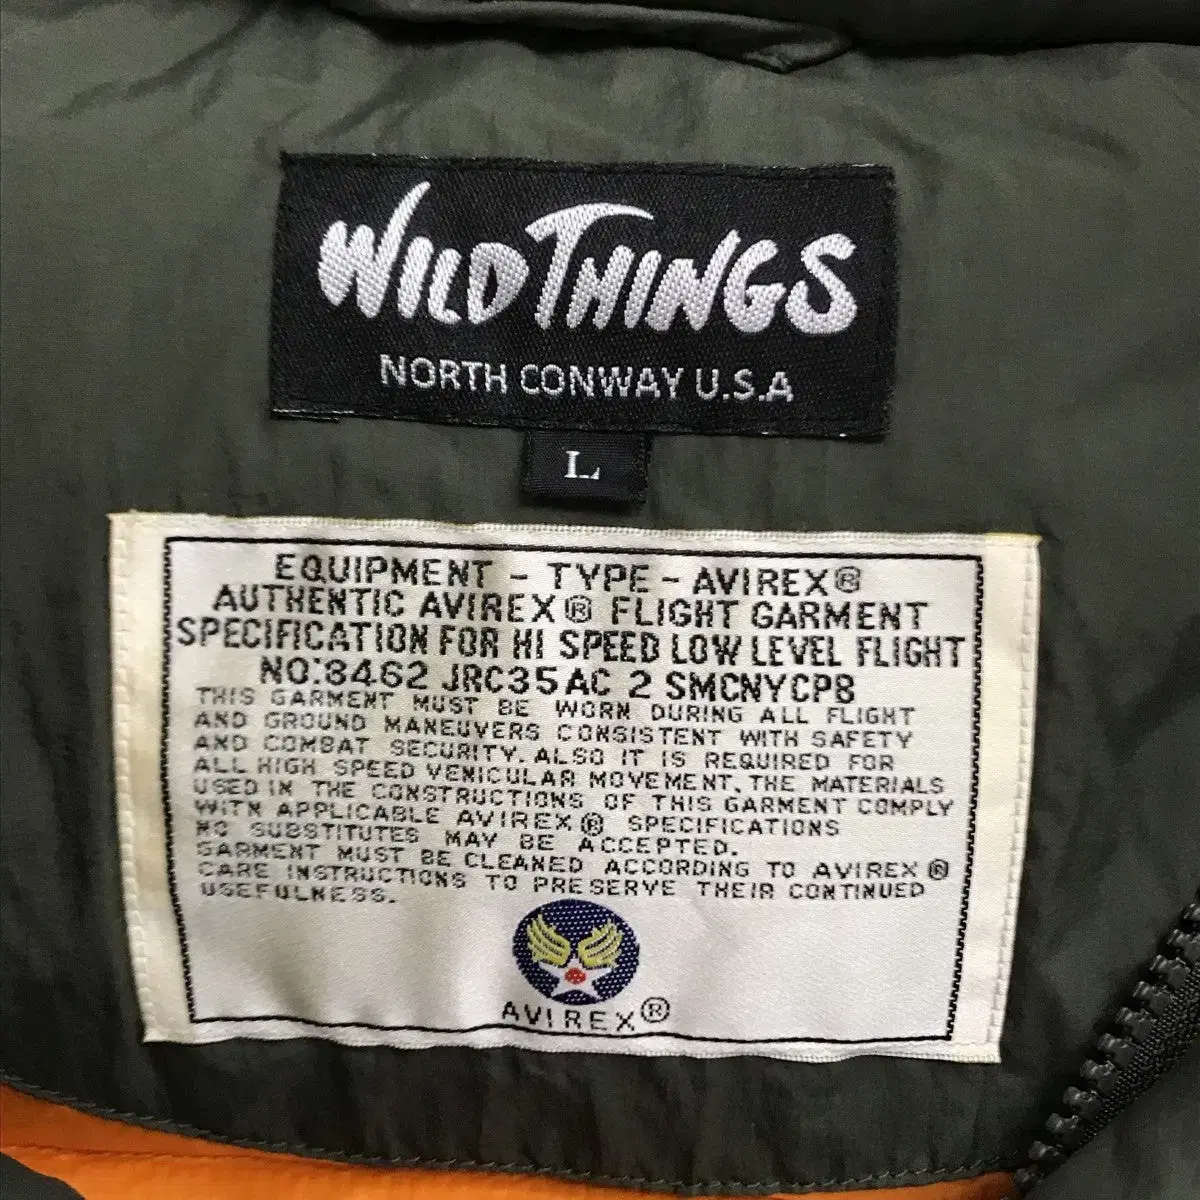 WILD THINGS
NORTH CONWAY U.S.A
L
EQUIPMENT - TYPE - AVIREX®
AUTHENTIC AVIREX® FLIGHT GARMENT
SPECIFICATION FOR HI SPEED LOW LEVEL FLIGHT
NO.8462 JRC35AC 2 SMCNYCP8
THIS GARMENT MUST BE WORN DURING ALL FLIGHT
AND GROUND MANEUVERS CONSISTENT WITH SAFETY
AND COMBAT SECURITY. ALSO IT IS REQUIRED FOR
ALL HIGH SPEED VEHICULAR MOVEMENT. THE MATERIALS
USED IN THE CONSTRUCTIONS OF THIS GARMENT COMPLY
WITH APPLICABLE AVIREX® SPECIFICATIONS
NO SUBSTITUTES MAY BE ACCEPTED.
GARMENT MUST BE CLEANED ACCORDING TO AVIREX®
CARE INSTRUCTIONS TO PRESERVE THEIR CONTINUED
USEFULNESS.
AVIREX®